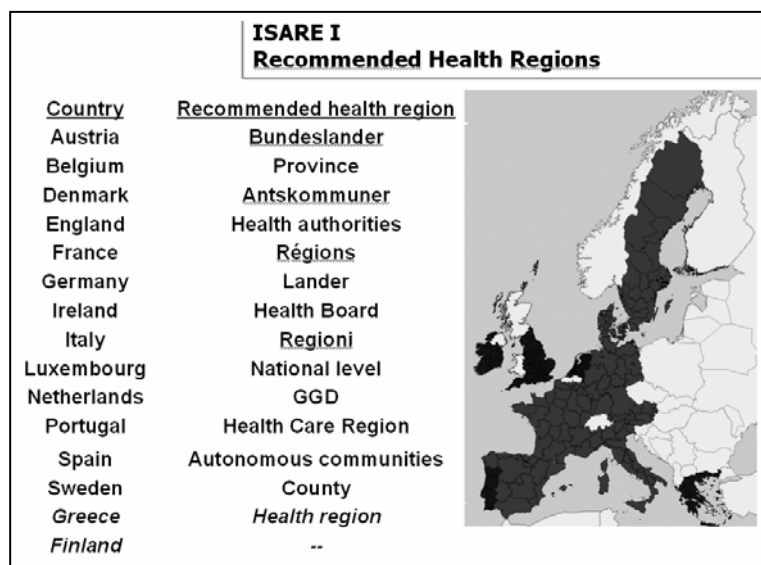 ISARE I
Recommended Health Regions
Country Recommended health region
Austria Bundeslander
Belgium Province
Denmark Antskommuner
England Health authorities
France Régions
Germany Lander
Ireland Health Board
Italy Regioni
Luxembourg National level
Netherlands GGD
Portugal Health Care Region
Spain Autonomous communities
Sweden County
Greece Health region
Finland --